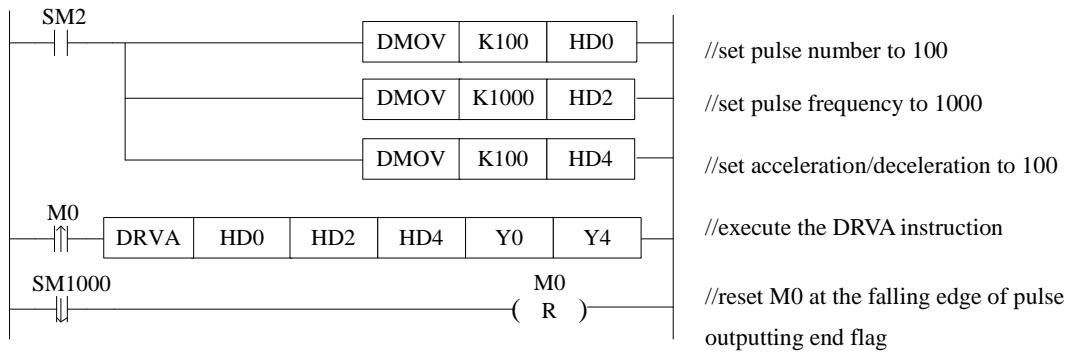 SM2
DMOV K100 HD0
//set pulse number to 100
DMOV K1000 HD2
//set pulse frequency to 1000
DMOV K100 HD4
//set acceleration/deceleration to 100
M0
DRVA HD0 HD2 HD4 Y0 Y4
//execute the DRVA instruction
SM1000
M0
( R )
//reset M0 at the falling edge of pulse
outputting end flag